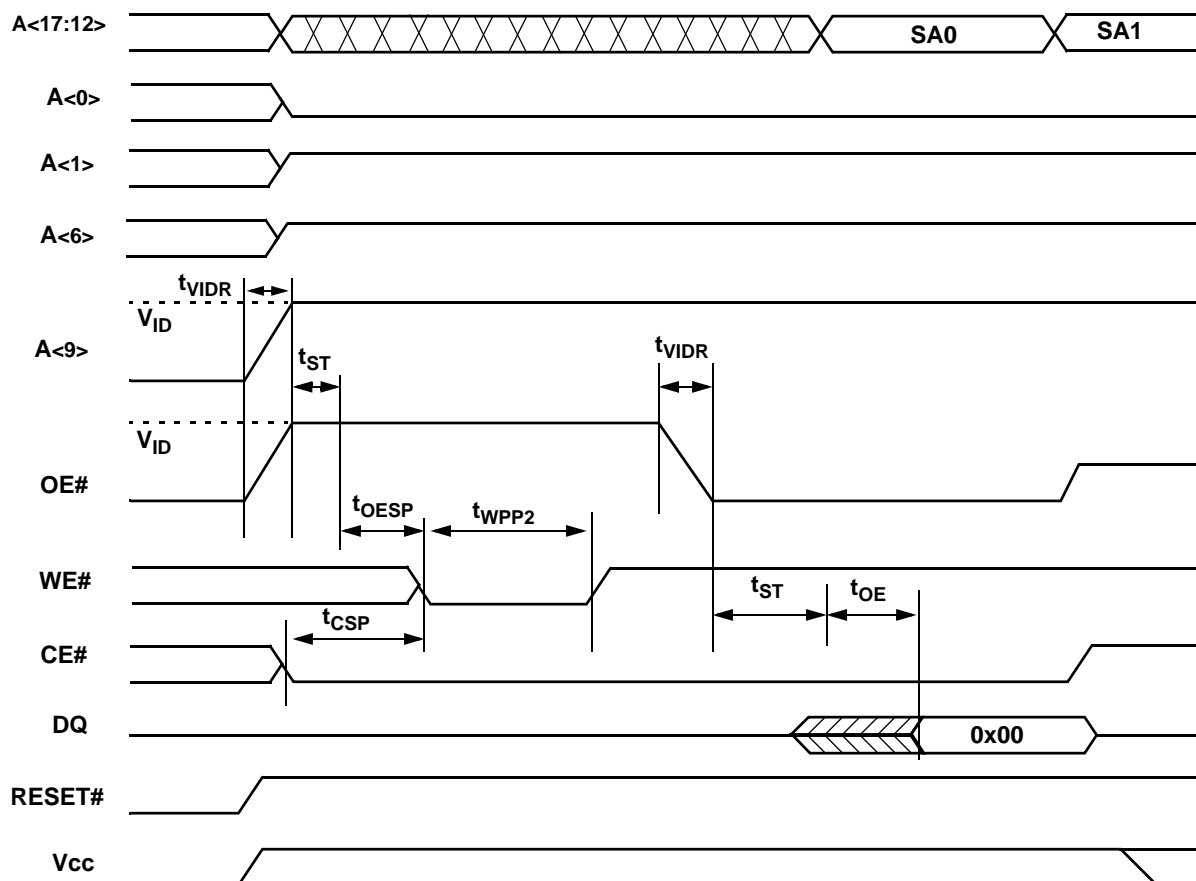 A<17:12>
SA0
SA1
A<0>
A<1>
A<6>
tVIDR
VID
A<9>
tST
tVIDR
VID
OE#
tOESP
tWPP2
WE#
tST
tOE
tCSP
CE#
DQ
0x00
RESET#
Vcc